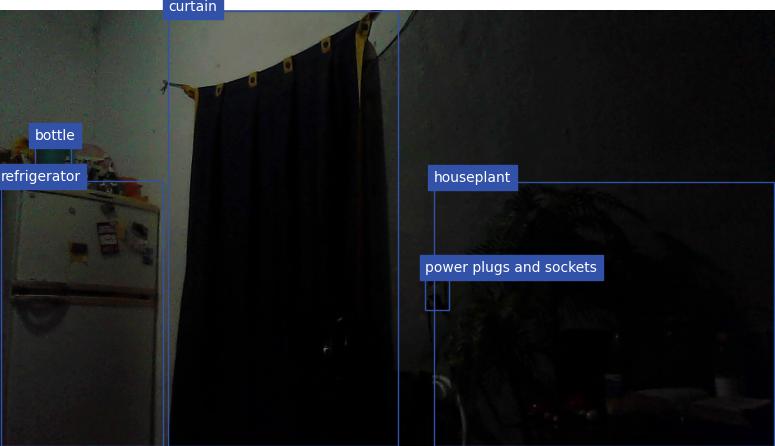 curtain
bottle
refrigerator
houseplant
power plugs and sockets